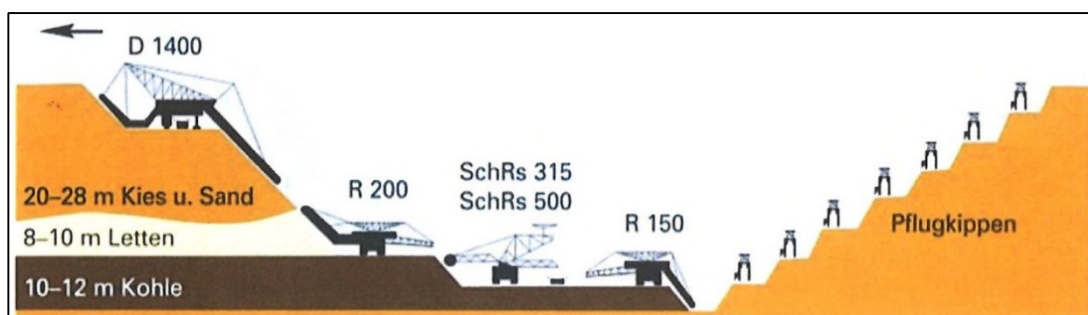 D 1400
20–28 m Kies u. Sand
8–10 m Letten
10–12 m Kohle
R 200
SchRs 315
SchRs 500
R 150
Pflugkippen